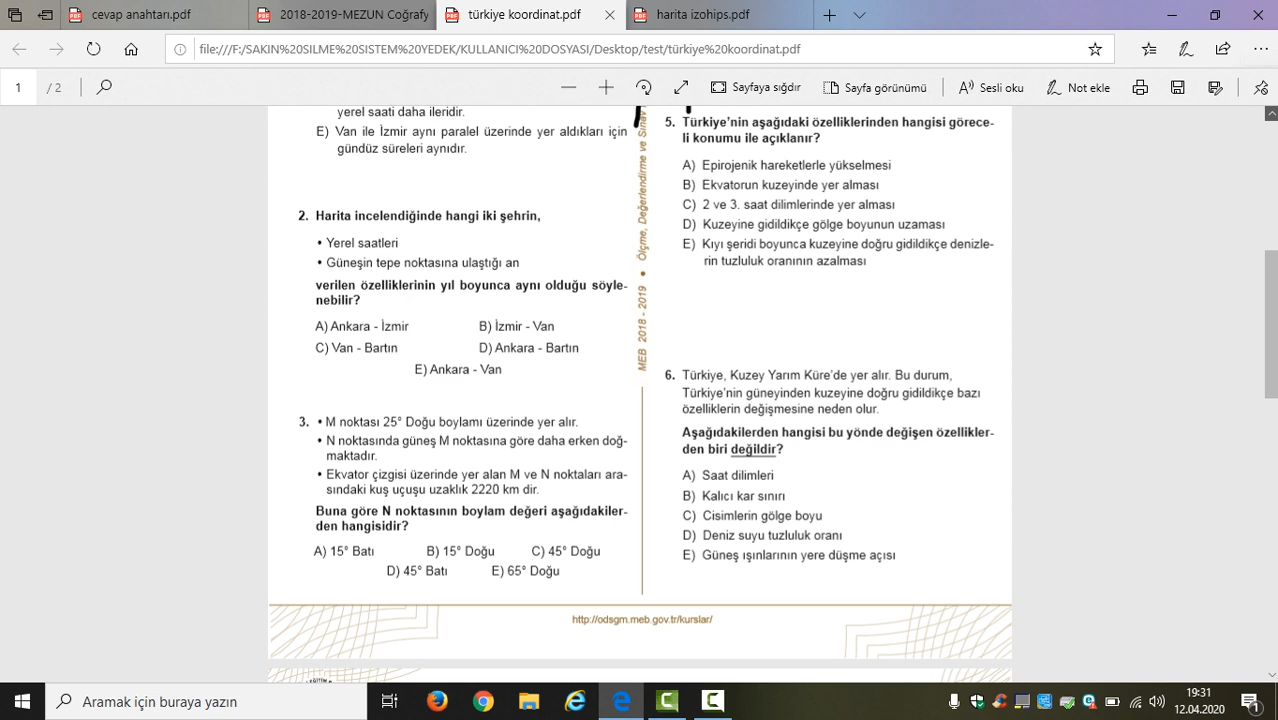 cevap anahtarı.pdf
2018-2019
PDF
PDF
PDF
PDF
PDF
file:///F:/SAKIN%20SILME%20SISTEM%20YEDEK/KULLANICI%20DOSYASI/Desktop/test/türkiye%20koordinat.pdf
1 / 2
Sayfaya sığdır
Sayfa görünümü
Sesli oku
Not ekle
yerel saati daha ileridir.
E) Van ile İzmir aynı paralel üzerinde yer aldıkları için
gündüz süreleri aynıdır.
2. Harita incelendiğinde hangi iki şehrin,
• Yerel saatleri
• Güneşin tepe noktasına ulaştığı an
verilen özelliklerinin yıl boyunca aynı olduğu söyle-
nebilir?
A) Ankara - İzmir B) İzmir - Van
C) Van - Bartın D) Ankara - Bartın
E) Ankara - Van
3. • M noktası 25° Doğu boylamı üzerinde yer alır.
• N noktasında güneş M noktasına göre daha erken doğ-
maktadır.
• Ekvator çizgisi üzerinde yer alan M ve N noktaları ara-
sındaki kuş uçuşu uzaklık 2220 km dir.
Buna göre N noktasının boylam değeri aşağıdakiler-
den hangisidir?
A) 15° Batı B) 15° Doğu C) 45° Doğu
D) 45° Batı E) 65° Doğu
MEB 2018 - 2019 • Ölçme, Değerlendirme ve Sınav
5. Türkiye’nin aşağıdaki özelliklerinden hangisi görece-
li konumu ile açıklanır?
A) Epirojenik hareketlerle yükselmesi
B) Ekvatorun kuzeyinde yer alması
C) 2 ve 3. saat dilimlerinde yer alması
D) Kuzeyine gidildikçe gölge boyunun uzaması
E) Kıyı şeridi boyunca kuzeyine doğru gidildikçe denizle-
rin tuzluluk oranının azalması
6. Türkiye, Kuzey Yarım Küre’de yer alır. Bu durum,
Türkiye’nin güneyinden kuzeyine doğru gidildikçe bazı
özelliklerin değişmesine neden olur.
Aşağıdakilerden hangisi bu yönde değişen özellikler-
den biri değildir?
A) Saat dilimleri
B) Kalıcı kar sınırı
C) Cisimlerin gölge boyu
D) Deniz suyu tuzluluk oranı
E) Güneş ışınlarının yere düşme açısı
http://odsgm.meb.gov.tr/kurslar/
Aramak için buraya yazın
19:31
12.04.2020
1